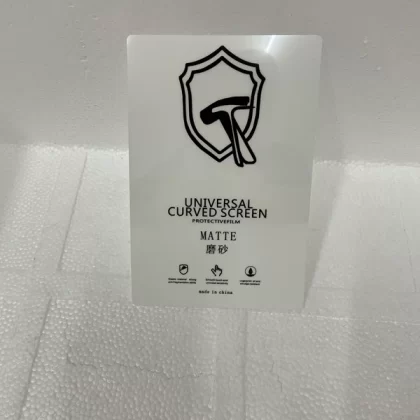 UNIVERSAL
CURVED SCREEN
PROTECTIVEFILM
MATTE
磨砂
made in china